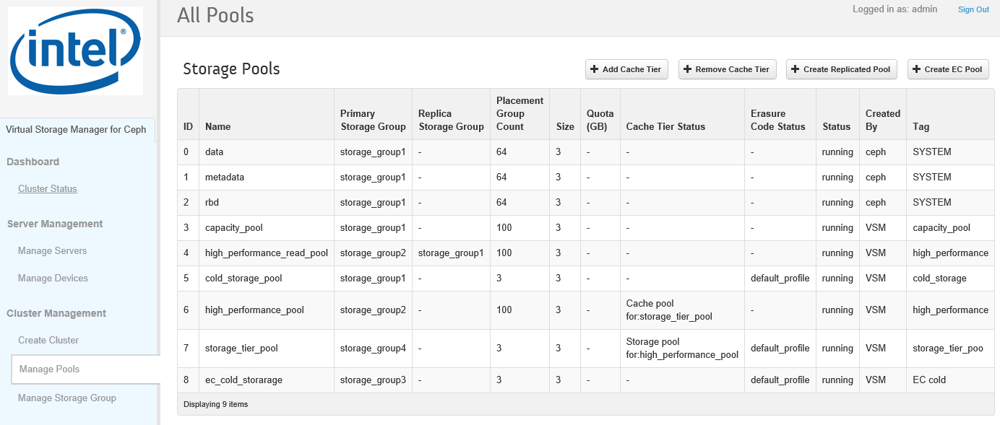 intel®
All Pools
Logged in as: admin
Sign Out
Virtual Storage Manager for Ceph
Dashboard
Cluster Status
Server Management
Manage Servers
Manage Devices
Cluster Management
Create Cluster
Manage Pools
Manage Storage Group
Storage Pools
+ Add Cache Tier
+ Remove Cache Tier
+ Create Replicated Pool
+ Create EC Pool
ID Name Primary Storage Group Replica Storage Group Placement Group Count Size Quota (GB) Cache Tier Status Erasure Code Status Status Created By Tag
0 data storage_group1 - 64 3 - - - running ceph SYSTEM
1 metadata storage_group1 - 64 3 - - - running ceph SYSTEM
2 rbd storage_group1 - 64 3 - - - running ceph SYSTEM
3 capacity_pool storage_group1 - 100 3 - - - running VSM capacity_pool
4 high_performance_read_pool storage_group2 storage_group1 100 3 - - - running VSM high_performance
5 cold_storage_pool storage_group1 - 3 3 - - default_profile running VSM cold_storage
6 high_performance_pool storage_group2 - 100 3 - Cache pool for:storage_tier_pool - running VSM high_performance
7 storage_tier_pool storage_group4 - 3 3 - Storage pool for:high_performance_pool default_profile running VSM storage_tier_poo
8 ec_cold_storarage storage_group3 - 3 3 - - default_profile running VSM EC cold
Displaying 9 items